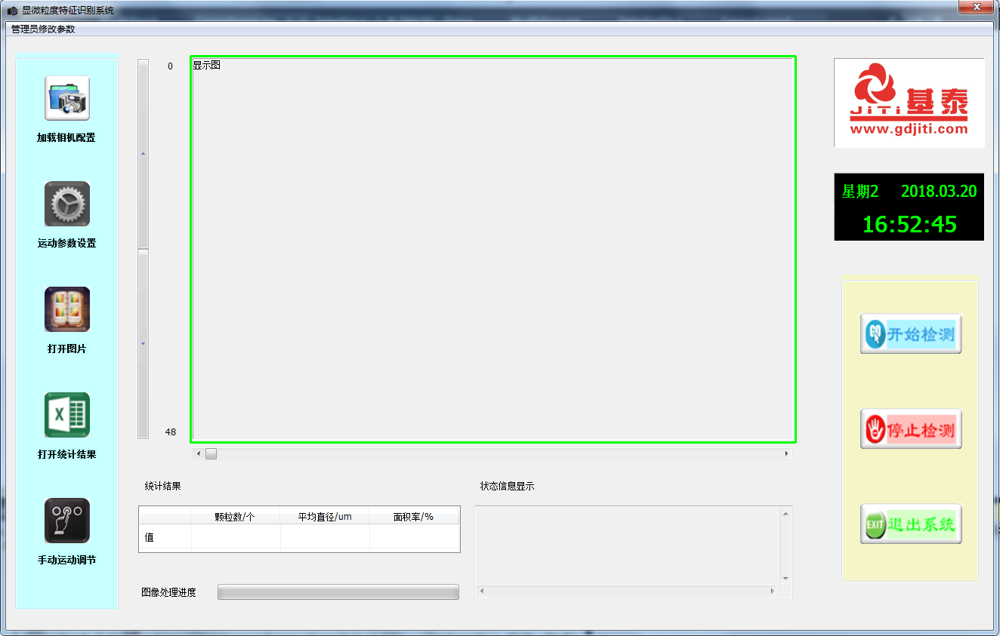 显微粒度特征识别系统
管理员修改参数
加载相机配置
运动参数设置
打开图片
X
打开统计结果
手动运动调节
0
48
显示图
统计结果
颗粒数/个 平均直径/um 面积率/%
值
图像处理进度
状态信息显示
JiTi 基泰
www.gdjiti.com
星期2 2018.03.20
16:52:45
GO 开始检测
停止检测
EXIT 退出系统